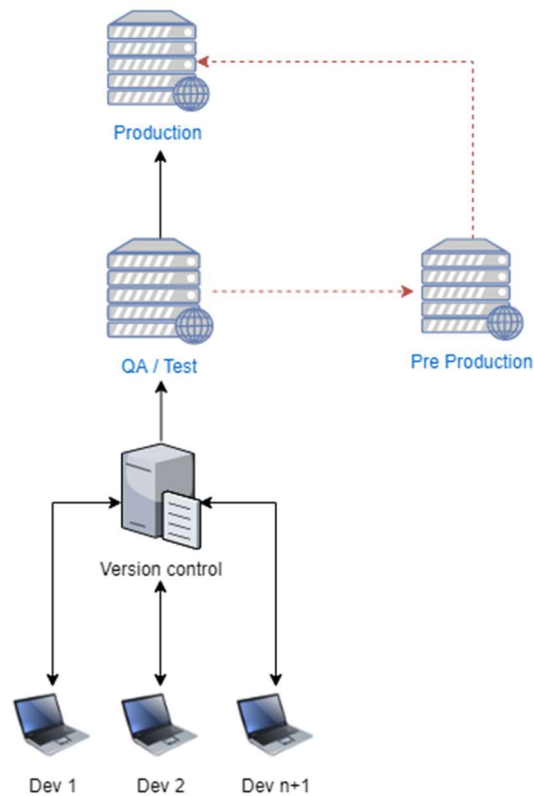 Production
QA / Test
Pre Production
Version control
Dev 1
Dev 2
Dev n+1